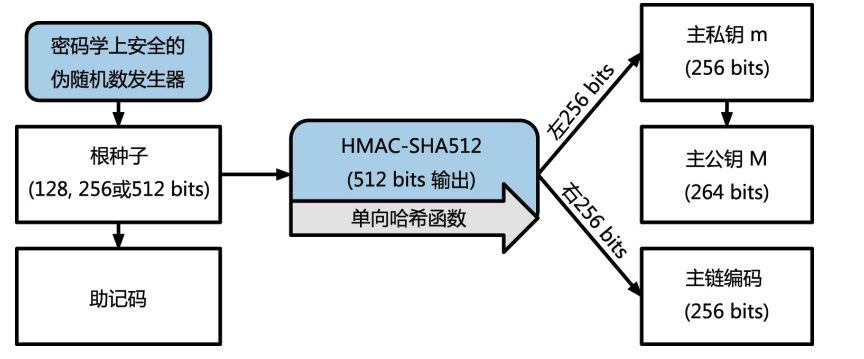 密码学上安全的
伪随机数发生器
根种子
(128, 256或512 bits)
助记码
HMAC-SHA512
(512 bits 输出)
单向哈希函数
左256 bits
右256 bits
主私钥 m
(256 bits)
主公钥 M
(264 bits)
主链编码
(256 bits)